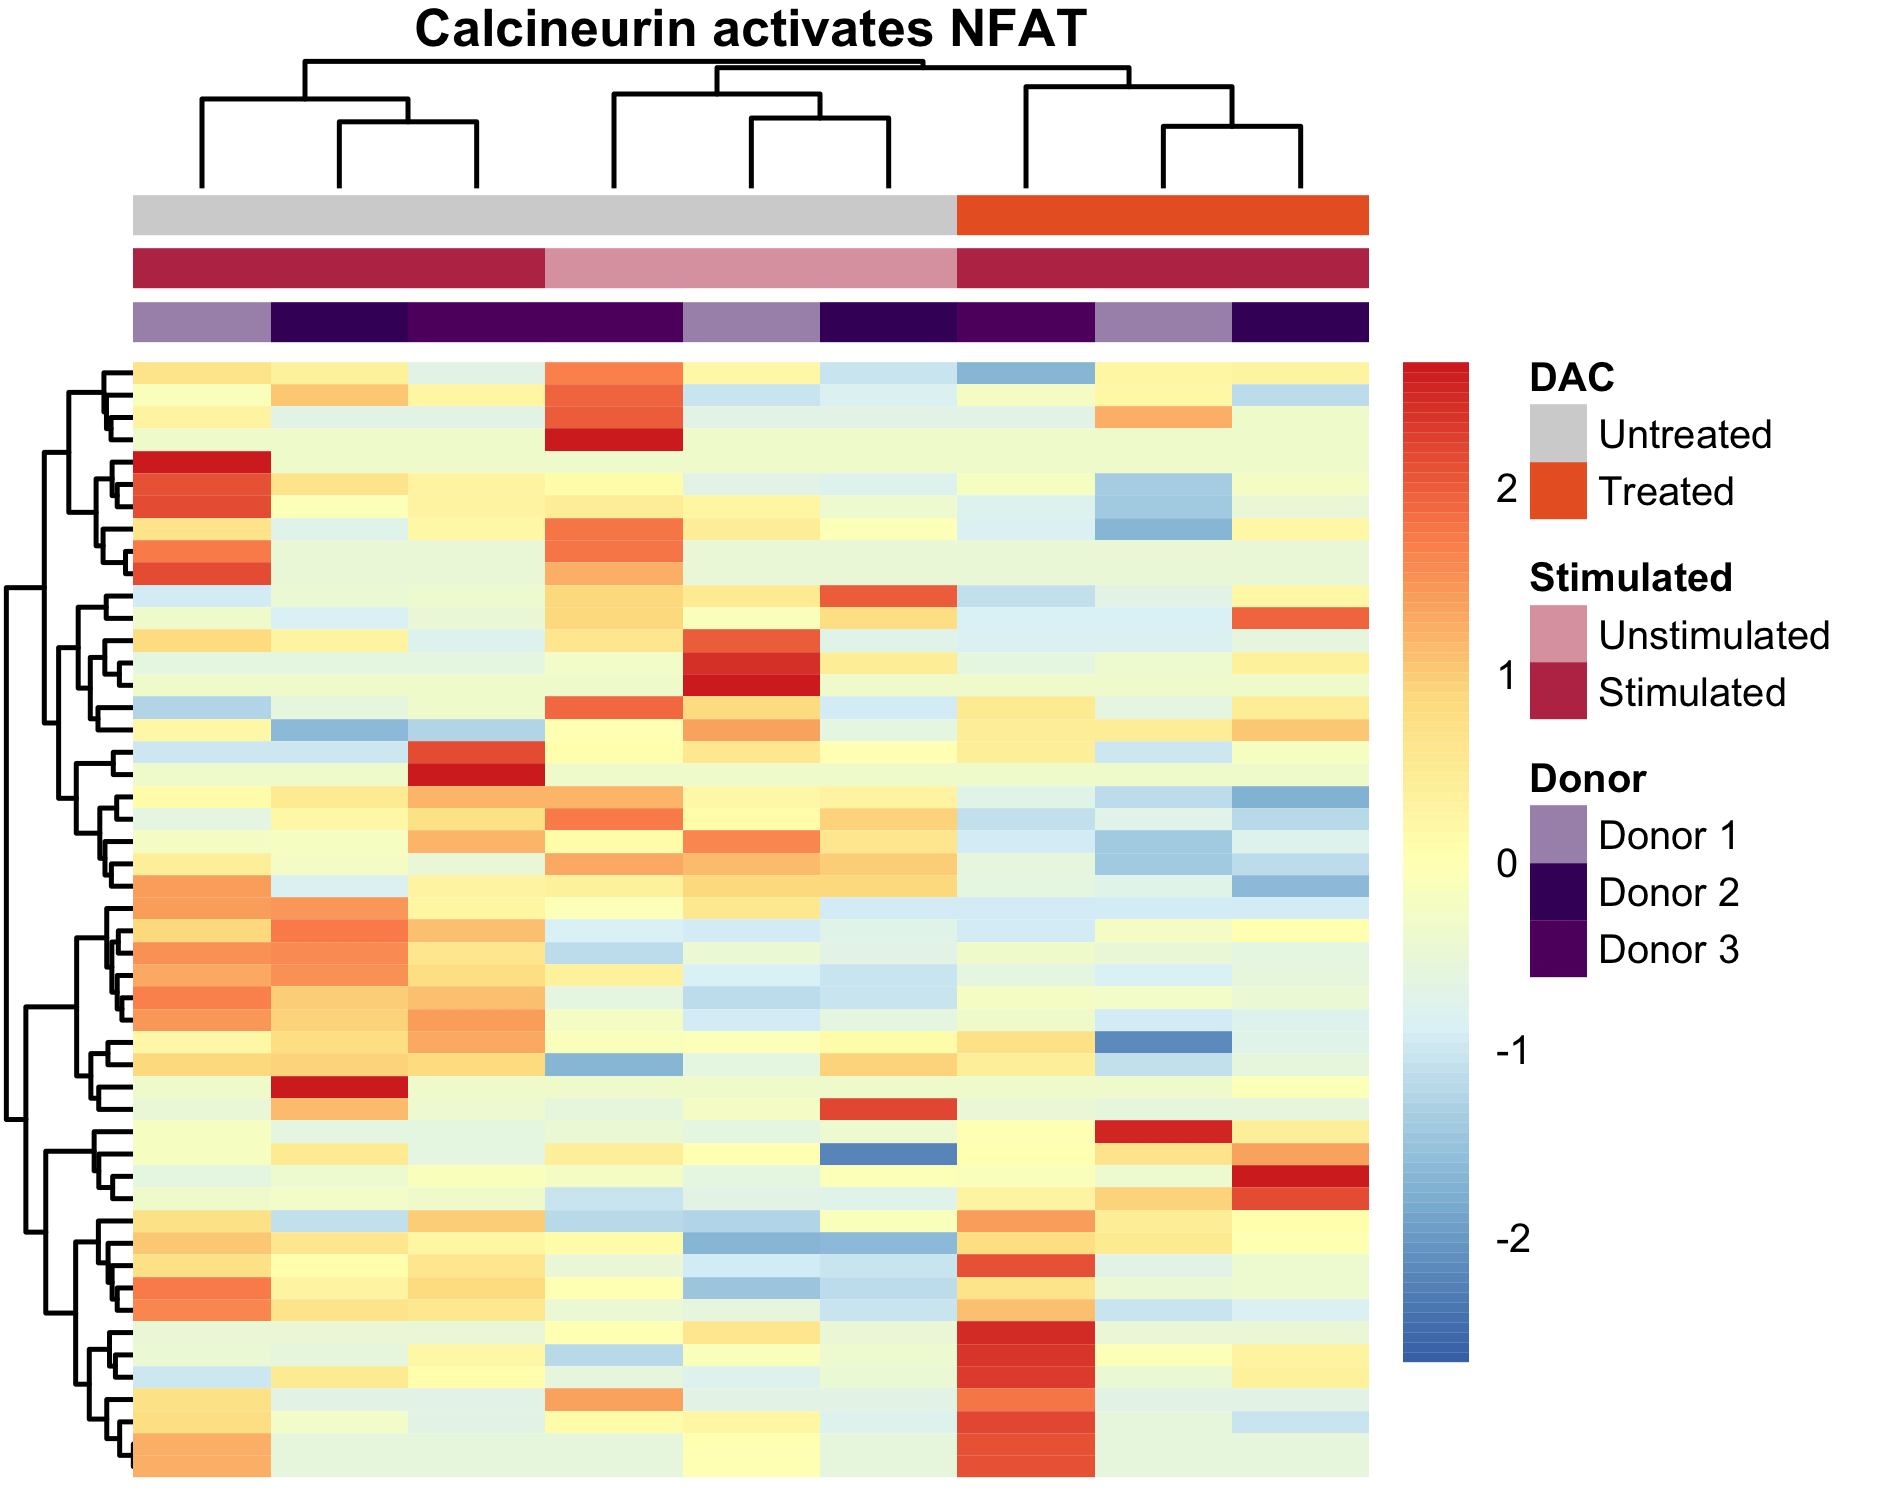 Calcineurin activates NFAT
2
1
0
-1
-2
DAC
Untreated
Treated
Stimulated
Unstimulated
Stimulated
Donor
Donor 1
Donor 2
Donor 3